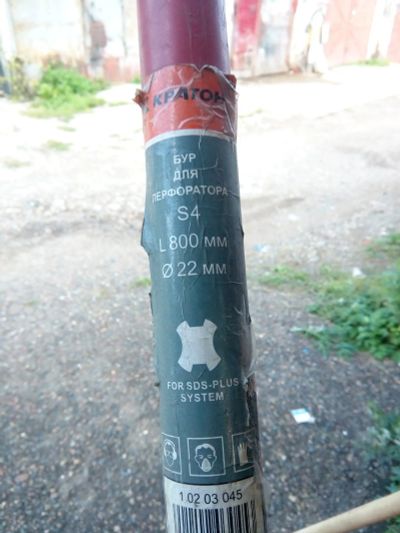 КРАТОН
БУР
ДЛЯ
ПЕРФОРАТОРА
S4
L 800 ММ
Ø 22 ММ
FOR SDS-PLUS
SYSTEM
1 02 03 045